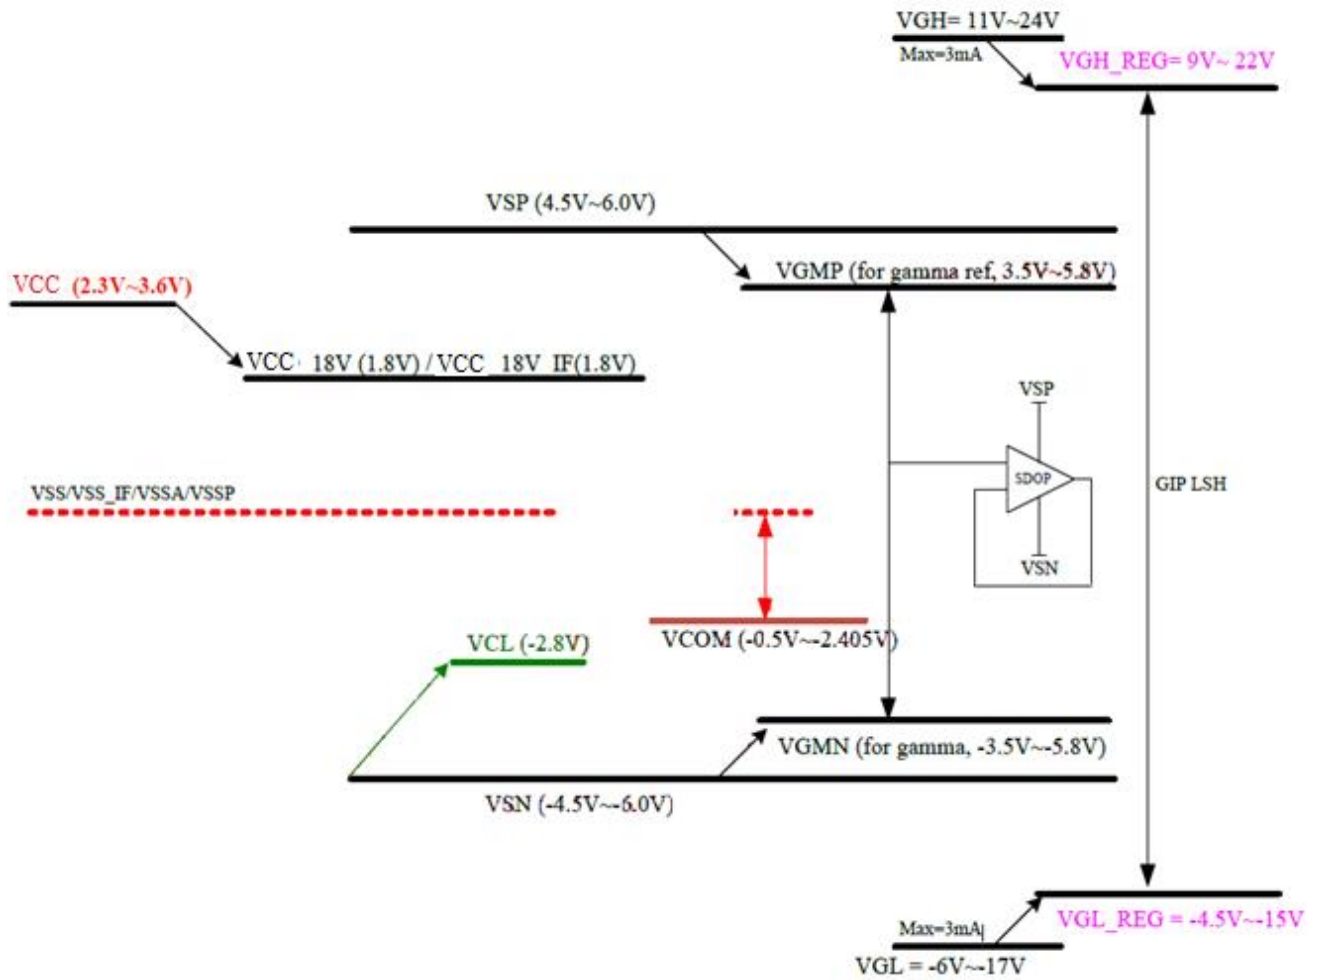 VGH= 11V~24V
Max=3mA
VGH_REG= 9V~ 22V
VSP (4.5V~6.0V)
VGMP (for gamma ref, 3.5V~5.8V)
VCC (2.3V~3.6V)
VCC 18V (1.8V) / VCC_18V_IF(1.8V)
VSP
SDOP
VSN
GIP LSH
VSS/VSS_IF/VSSA/VSSP
VCOM (-0.5V~-2.405V)
VCL (-2.8V)
VGMN (for gamma, -3.5V~-5.8V)
VSN (-4.5V~-6.0V)
VGL_REG = -4.5V~-15V
Max=3mA
VGL = -6V~-17V